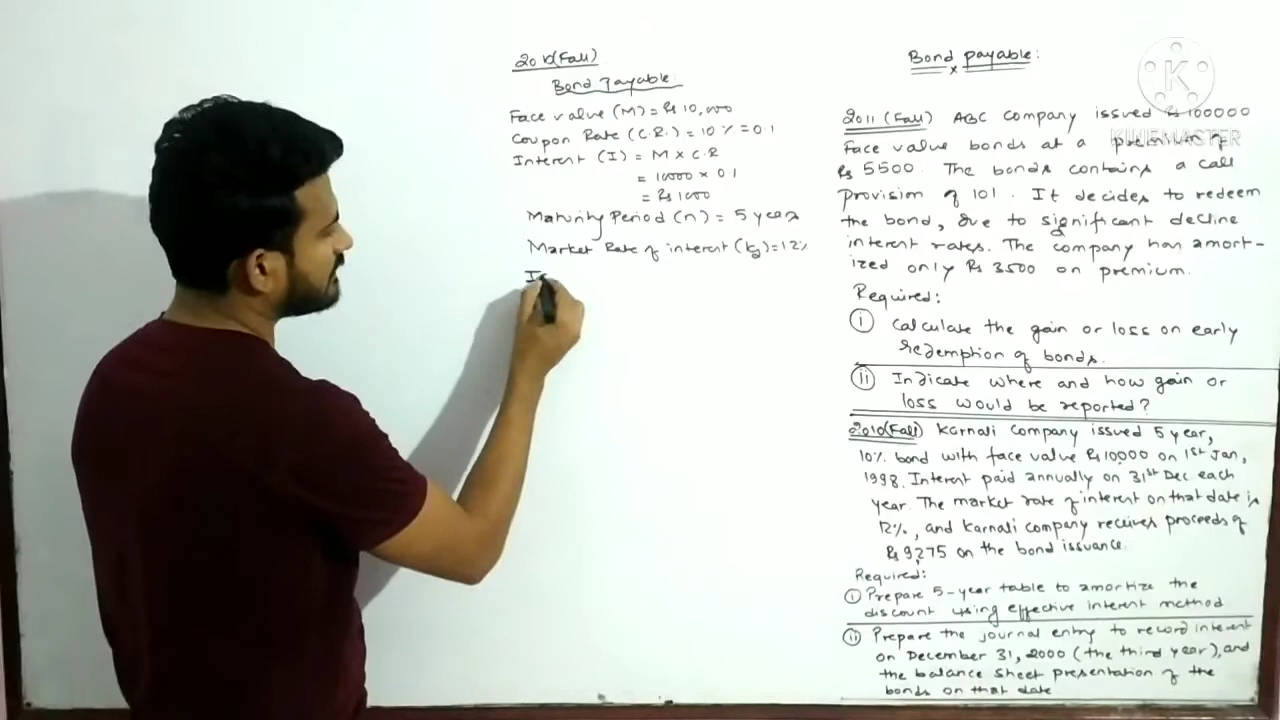 2010(Fall)
Bond Payable:
Face value (M) = Rs 10,000
Coupon Rate (C.R.) = 10% = 0.1
Interest (I) = M x C.R
= 10000 x 0.1
= Rs 1000
Maturity Period (n) = 5 years
Market Rate of interest (kd) = 12%
Is
Bond Payable:
x
2011 (Fall) ABC company issued Rs 100000
Face value bonds at a premium of
Rs 5500. The bonds contains a call
Provision of 101. It decides to redeem
the bond, due to significant decline
interest rates. The company has amort-
ized only Rs 3500 on premium.
Required:
(i) Calculate the gain or loss on early
redemption of bonds.
(ii) Indicate where and how gain or
loss would be reported?
2010(Fall) Karnali company issued 5 year,
10% bond with face value Rs 10,000 on 1st Jan,
1998. Interest paid annually on 31st Dec each
year. The market rate of interest on that date is
12%, and Karnali company receives proceeds of
Rs 9,275 on the bond issuance.
Required:
(i) Prepare 5-year table to amortize the
discount using effective interest method
(ii) Prepare the journal entry to record interest
on December 31, 2000 (the third year), and
the balance sheet presentation of the
bonds on that date
K
KINEMASTER